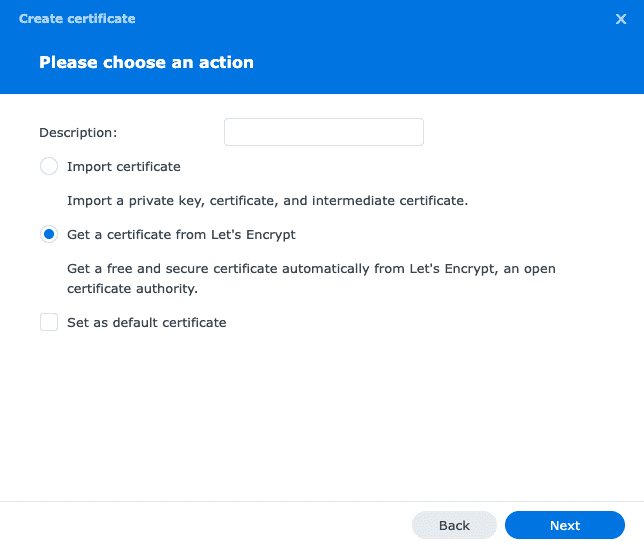 Create certificate
Please choose an action
Description:
Import certificate
Import a private key, certificate, and intermediate certificate.
Get a certificate from Let's Encrypt
Get a free and secure certificate automatically from Let's Encrypt, an open
certificate authority.
Set as default certificate
Back Next